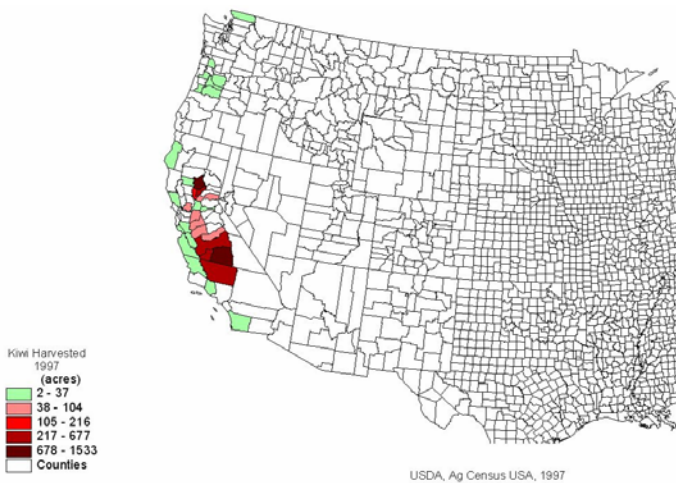 Kiwi Harvested
1997
(acres)
2 - 37
38 - 104
105 - 216
217 - 677
678 - 1533
Counties
USDA, Ag Census USA, 1997